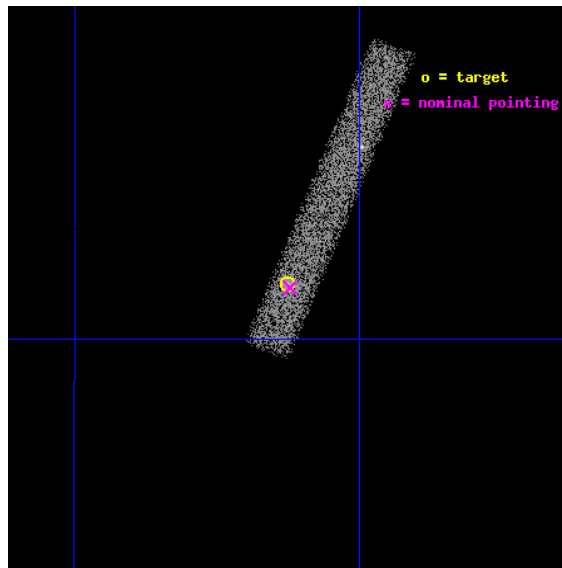 o = target
x = nominal pointing